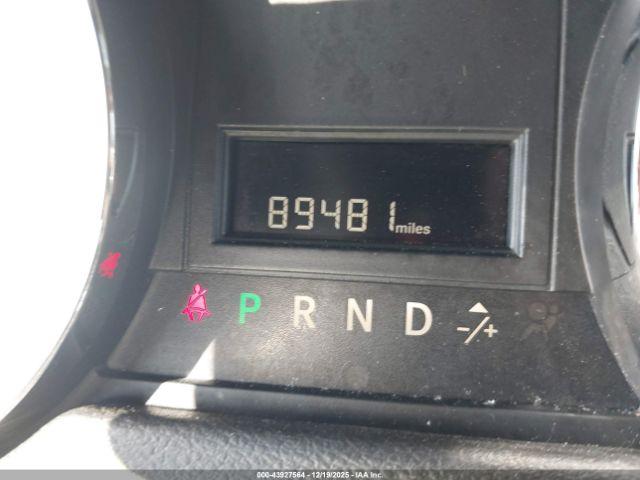 89481 miles
P R N D -/+
000-43927564 - 12/19/2025 - IAA Inc.